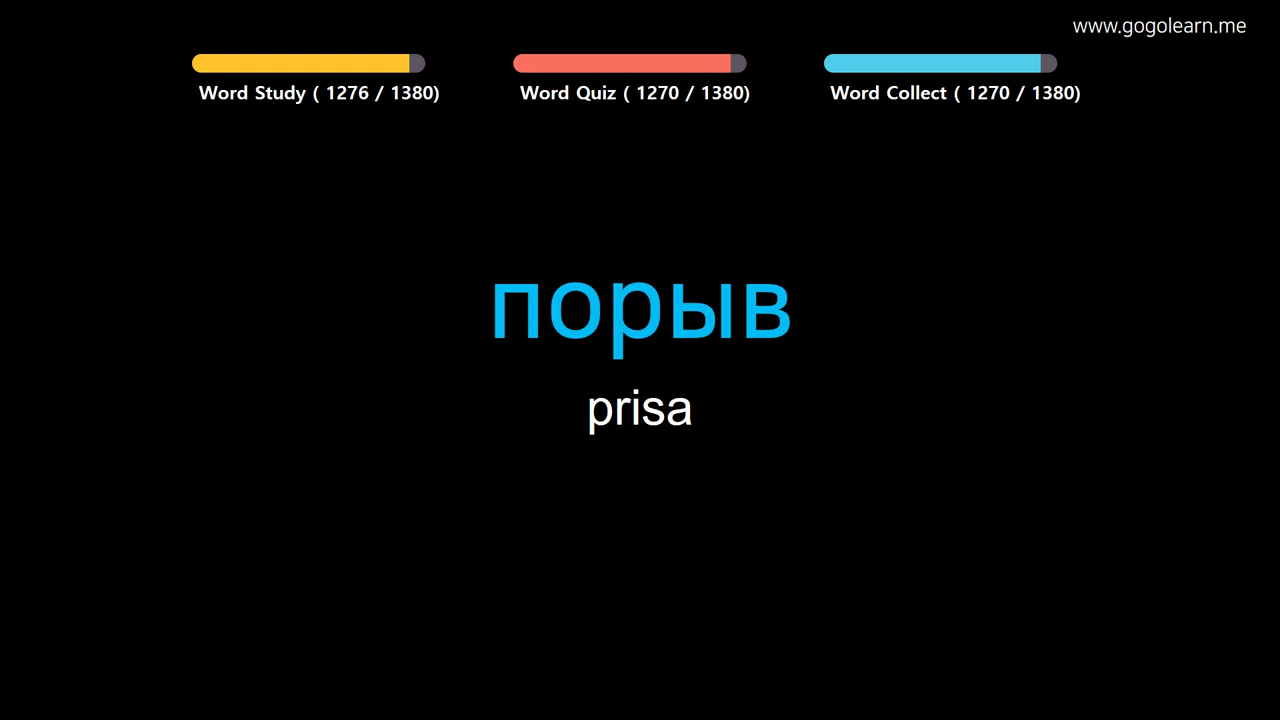 www.gogolearn.me
Word Study ( 1276 / 1380)
Word Quiz ( 1270 / 1380)
Word Collect ( 1270 / 1380)
порыв
prisa